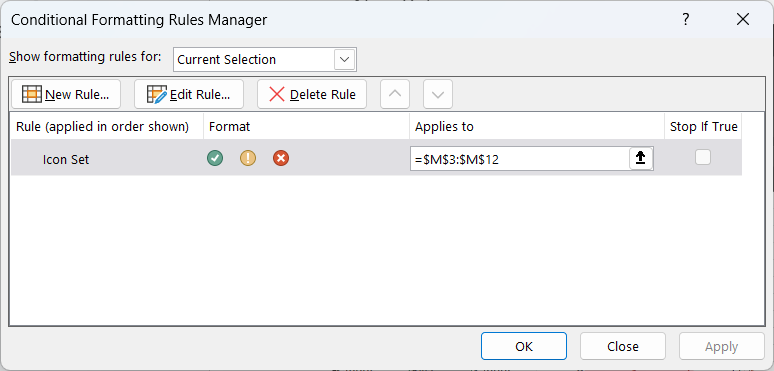 Conditional Formatting Rules Manager ?
Show formatting rules for: Current Selection
New Rule... Edit Rule... Delete Rule
Rule (applied in order shown) Format Applies to Stop If True
Icon Set =$M$3:$M$12
OK Close Apply